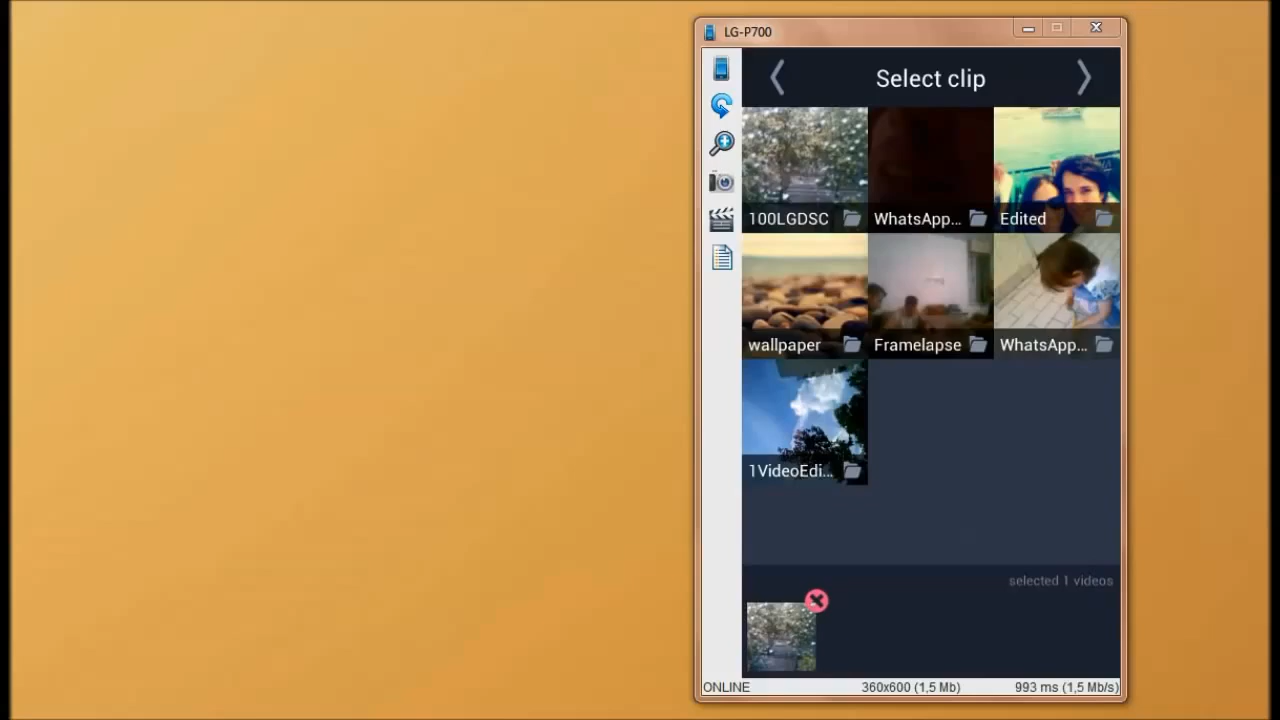 LG-P700
Select clip
100LGDSC
WhatsApp...
Edited
wallpaper
Framelapse
WhatsApp...
1VideoEdi...
selected 1 videos
ONLINE
360x600 (1,5 Mb)
993 ms (1,5 Mb/s)